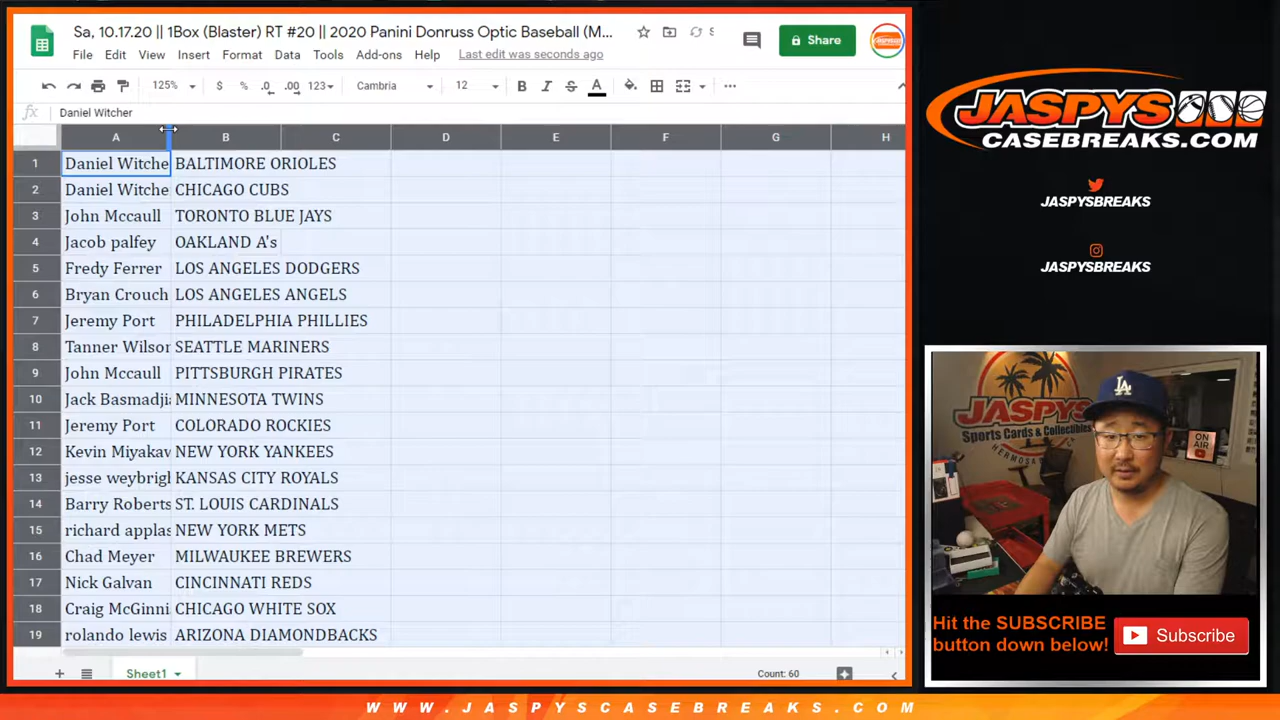 Sa, 10.17.20 || 1Box (Blaster) RT #20 || 2020 Panini Donruss Optic Baseball (M...
S
File Edit View Insert Format Data Tools Add-ons Help Last edit was seconds ago
Share
125% $ % .0 .00 123 Cambria 12 B I S A
fx Daniel Witcher
A B C D E F G H
1 Daniel Witche BALTIMORE ORIOLES
2 Daniel Witche CHICAGO CUBS
3 John Mccaull TORONTO BLUE JAYS
4 Jacob palfey OAKLAND A's
5 Fredy Ferrer LOS ANGELES DODGERS
6 Bryan Crouch LOS ANGELES ANGELS
7 Jeremy Port PHILADELPHIA PHILLIES
8 Tanner Wilson SEATTLE MARINERS
9 John Mccaull PITTSBURGH PIRATES
10 Jack Basmadjia MINNESOTA TWINS
11 Jeremy Port COLORADO ROCKIES
12 Kevin Miyakaw NEW YORK YANKEES
13 jesse weybrigh KANSAS CITY ROYALS
14 Barry Roberts ST. LOUIS CARDINALS
15 richard applas NEW YORK METS
16 Chad Meyer MILWAUKEE BREWERS
17 Nick Galvan CINCINNATI REDS
18 Craig McGinni CHICAGO WHITE SOX
19 rolando lewis ARIZONA DIAMONDBACKS
Sheet1
Count: 60
JASPYS
CASEBREAKS.COM
JASPYSBREAKS
JASPYSBREAKS
JASPYS
Sports Cards & Collectibles
HERMOSA
LA
ON
AIR
Hit the SUBSCRIBE
button down below!
Subscribe
WWW.JASPYSCASEBREAKS.COM